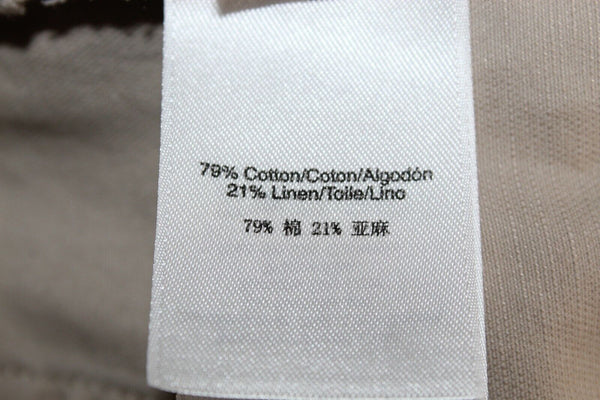 79% Cotton/Coton/Algodón
21% Linen/Toile/Lino
79% 棉 21% 亚麻